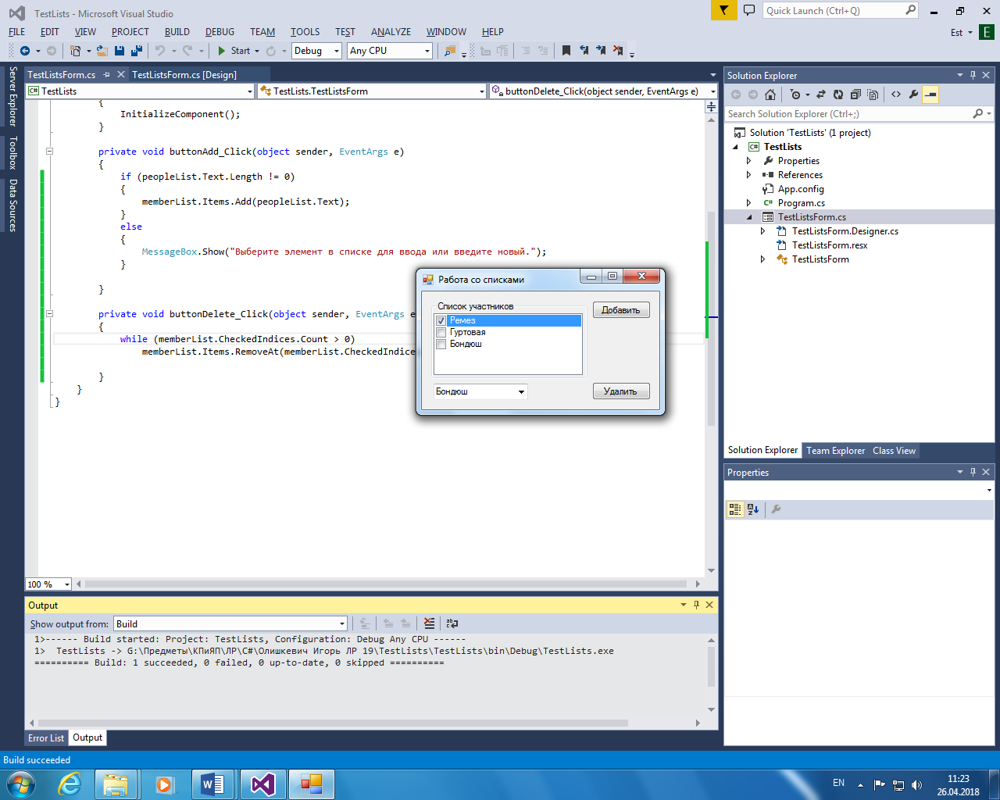 TestLists - Microsoft Visual Studio
Quick Launch (Ctrl+Q)
FILE EDIT VIEW PROJECT BUILD DEBUG TEAM TOOLS TEST ANALYZE WINDOW HELP
Est E
Start Debug Any CPU
Server Explorer
Toolbox
Data Sources
TestListsForm.cs TestListsForm.cs [Design]
TestLists TestLists.TestListsForm buttonDelete_Click(object sender, EventArgs e)
{
InitializeComponent();
}
private void buttonAdd_Click(object sender, EventArgs e)
{
if (peopleList.Text.Length != 0)
{
memberList.Items.Add(peopleList.Text);
}
else
{
MessageBox.Show("Выберите элемент в списке для ввода или введите новый.");
}
}
private void buttonDelete_Click(object sender, EventArgs e
{
while (memberList.CheckedIndices.Count > 0)
memberList.Items.RemoveAt(memberList.CheckedIndice
}
}
}
100 %
Работа со списками
Список участников
Добавить
Ремез
Гуртовая
Бондюш
Бондюш
Удалить
Solution Explorer
Search Solution Explorer (Ctrl+;)
Solution 'TestLists' (1 project)
C# TestLists
Properties
References
App.config
C# Program.cs
TestListsForm.cs
TestListsForm.Designer.cs
TestListsForm.resx
TestListsForm
Solution Explorer Team Explorer Class View
Properties
Output
Show output from: Build
1>------ Build started: Project: TestLists, Configuration: Debug Any CPU ------
1>  TestLists -> G:\Предметы\КПиЯП\ЛР\C#\Олишкевич Игорь ЛР 19\TestLists\TestLists\bin\Debug\TestLists.exe
========== Build: 1 succeeded, 0 failed, 0 up-to-date, 0 skipped ==========
Error List Output
Build succeeded
EN
11:23
26.04.2018